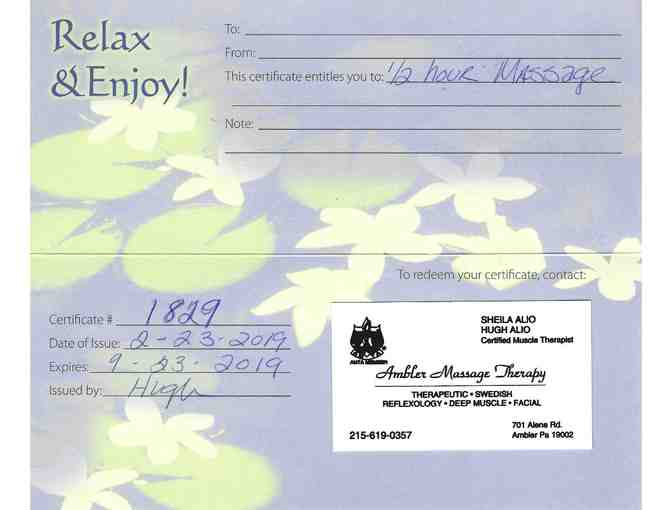 Relax
& Enjoy!
To:
From:
This certificate entitles you to: 1/2 hour Massage
Note:
To redeem your certificate, contact:
Certificate # 1829
Date of Issue: 2-23-2019
Expires: 9-23-2019
Issued by: Hugh
SHEILA ALIO
HUGH ALIO
Certified Muscle Therapist
AMTA MEMBER
Ambler Massage Therapy
THERAPEUTIC • SWEDISH
REFLEXOLOGY • DEEP MUSCLE • FACIAL
215-619-0357
701 Alene Rd.
Ambler Pa 19002